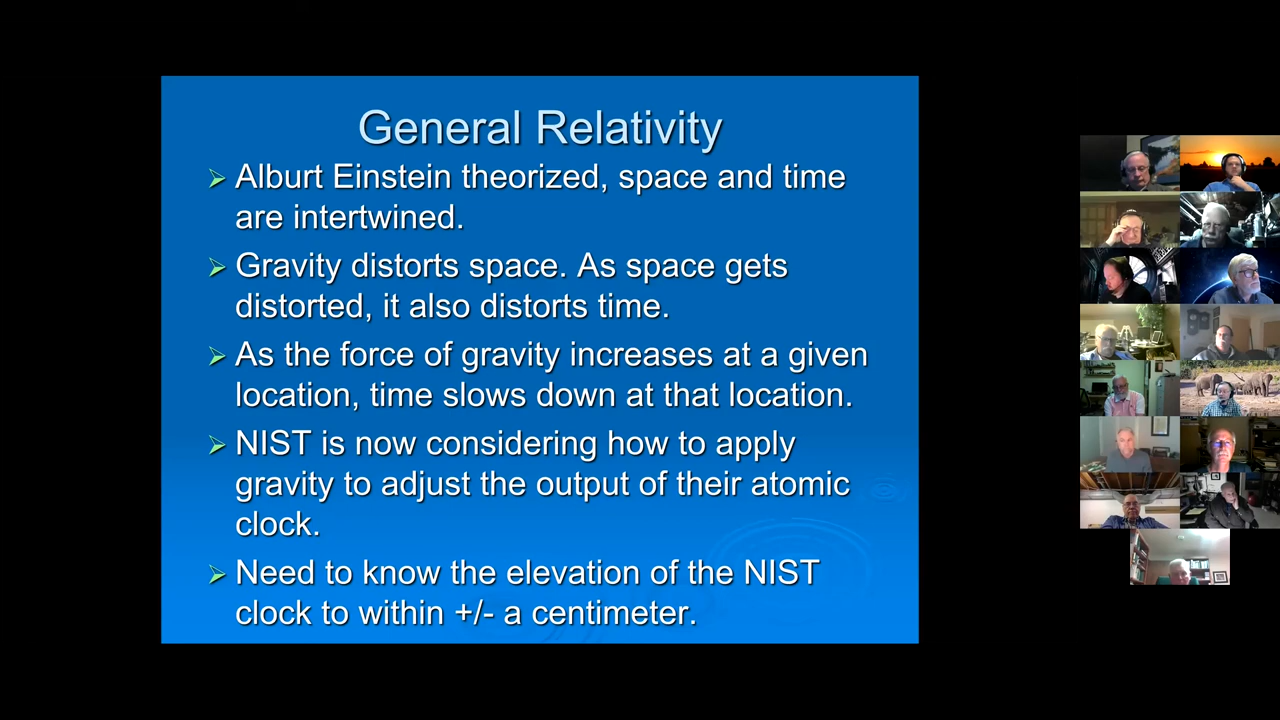 General Relativity
Alburt Einstein theorized, space and time
are intertwined.
Gravity distorts space. As space gets
distorted, it also distorts time.
As the force of gravity increases at a given
location, time slows down at that location.
NIST is now considering how to apply
gravity to adjust the output of their atomic
clock.
Need to know the elevation of the NIST
clock to within +/- a centimeter.